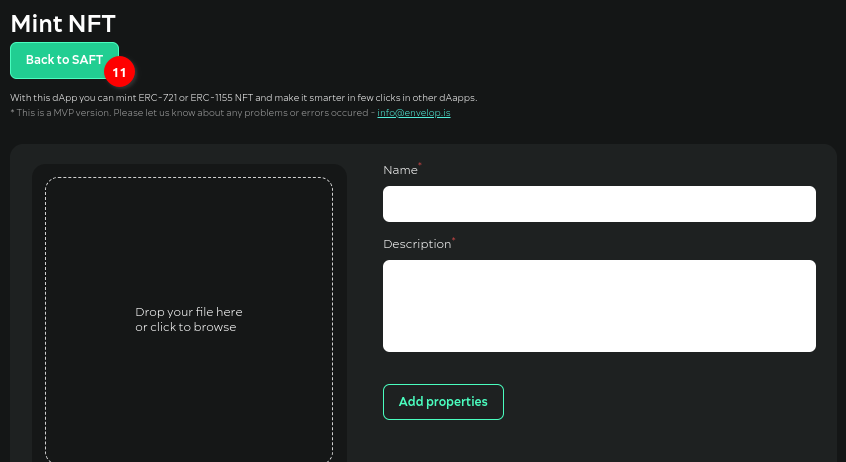 Mint NFT
Back to SAFT
11
With this dApp you can mint ERC-721 or ERC-1155 NFT and make it smarter in few clicks in other dAapps.
* This is a MVP version. Please let us know about any problems or errors occured - info@envelop.is
Name*
Description*
Drop your file here
or click to browse
Add properties